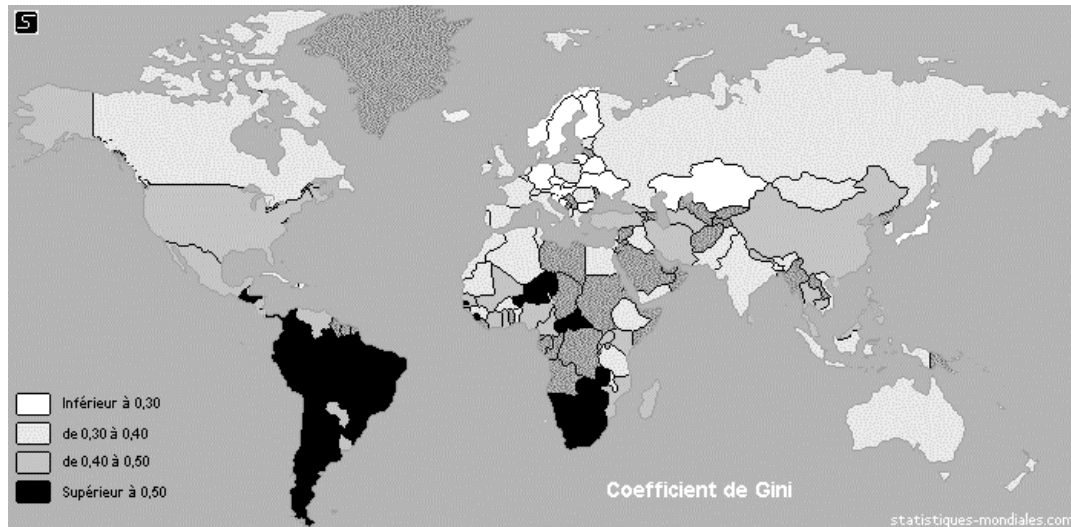 S
Inférieur à 0,30
de 0,30 à 0,40
de 0,40 à 0,50
Supérieur à 0,50
Coefficient de Gini
statistiques-mondiales.com